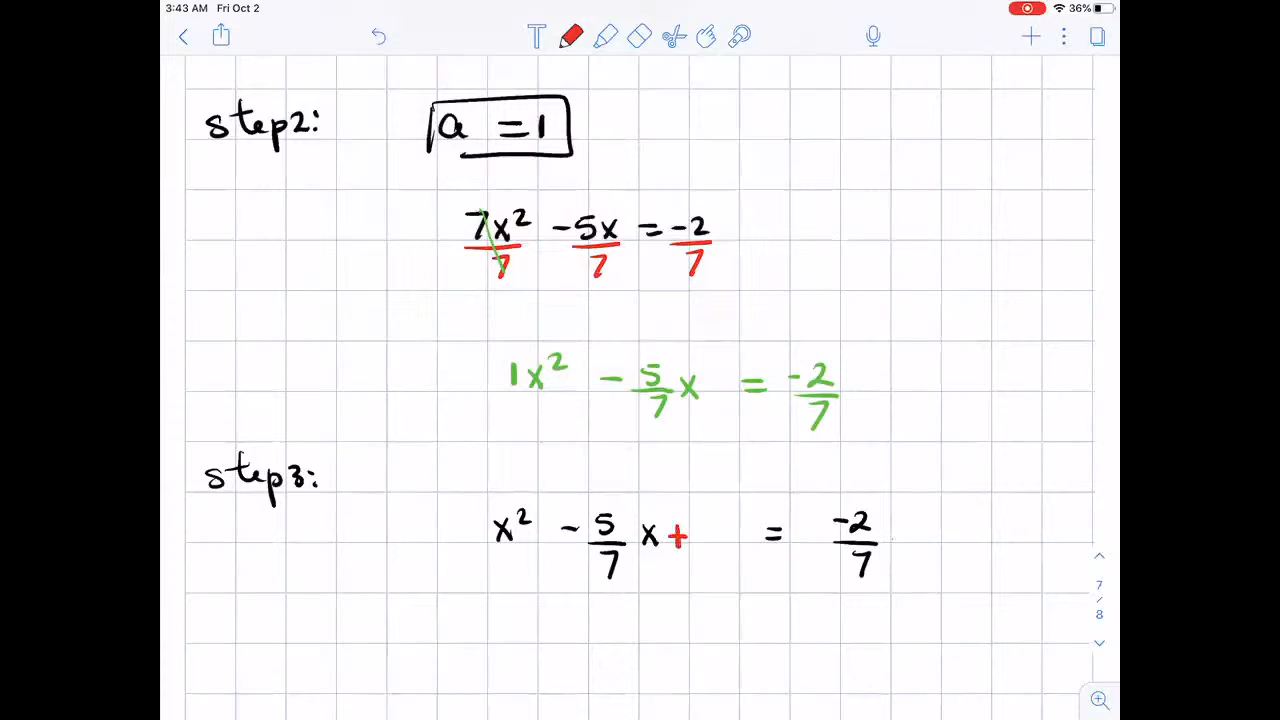 3:43 AM Fri Oct 2 36%
T
step2: a = 1
7x² - 5x = -2
7 7 7
1x² - 5/7 x = -2/7
step3:
x² - 5/7 x + = -2/7
7
/
8